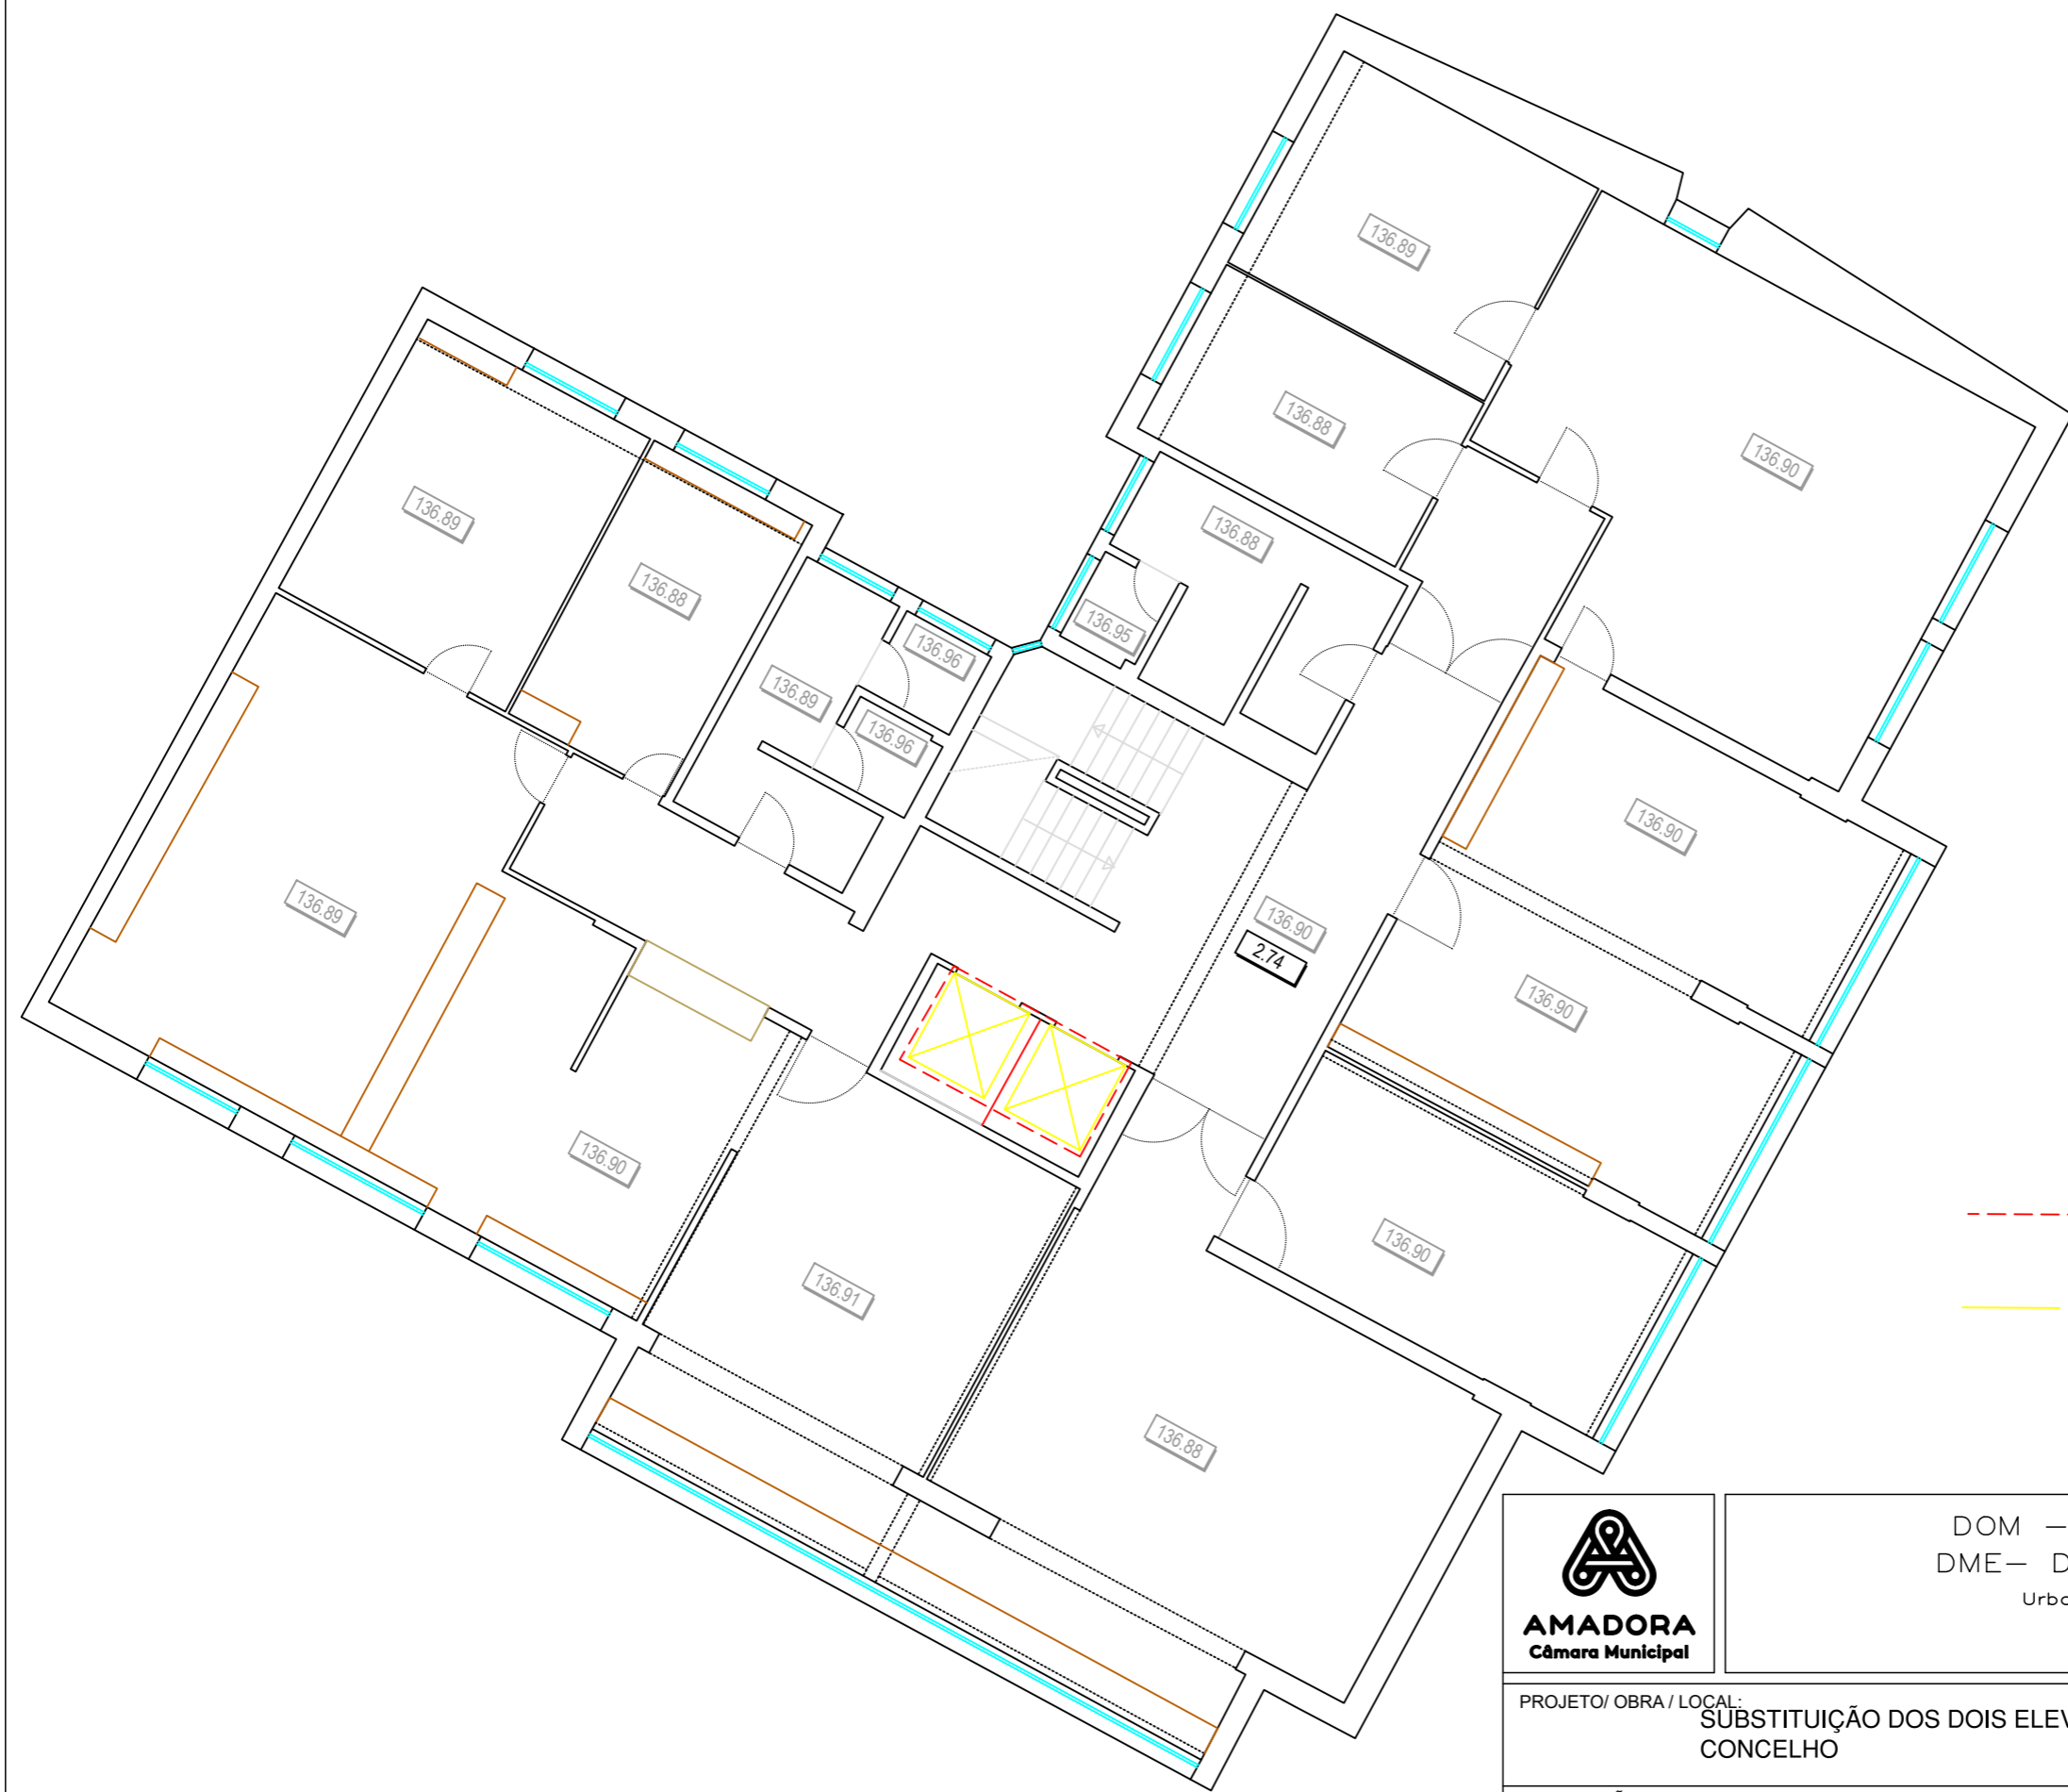 136.89
136.88
136.90
136.88
136.95
136.89
136.88
136.96
136.89
136.96
136.90
136.89
136.90
2.74
136.90
136.90
136.90
136.91
136.88
DOM –
DME– D
Urbo
AMADORA
Câmara Municipal
PROJETO/ OBRA / LOCAL:
SUBSTITUIÇÃO DOS DOIS ELEV
CONCELHO